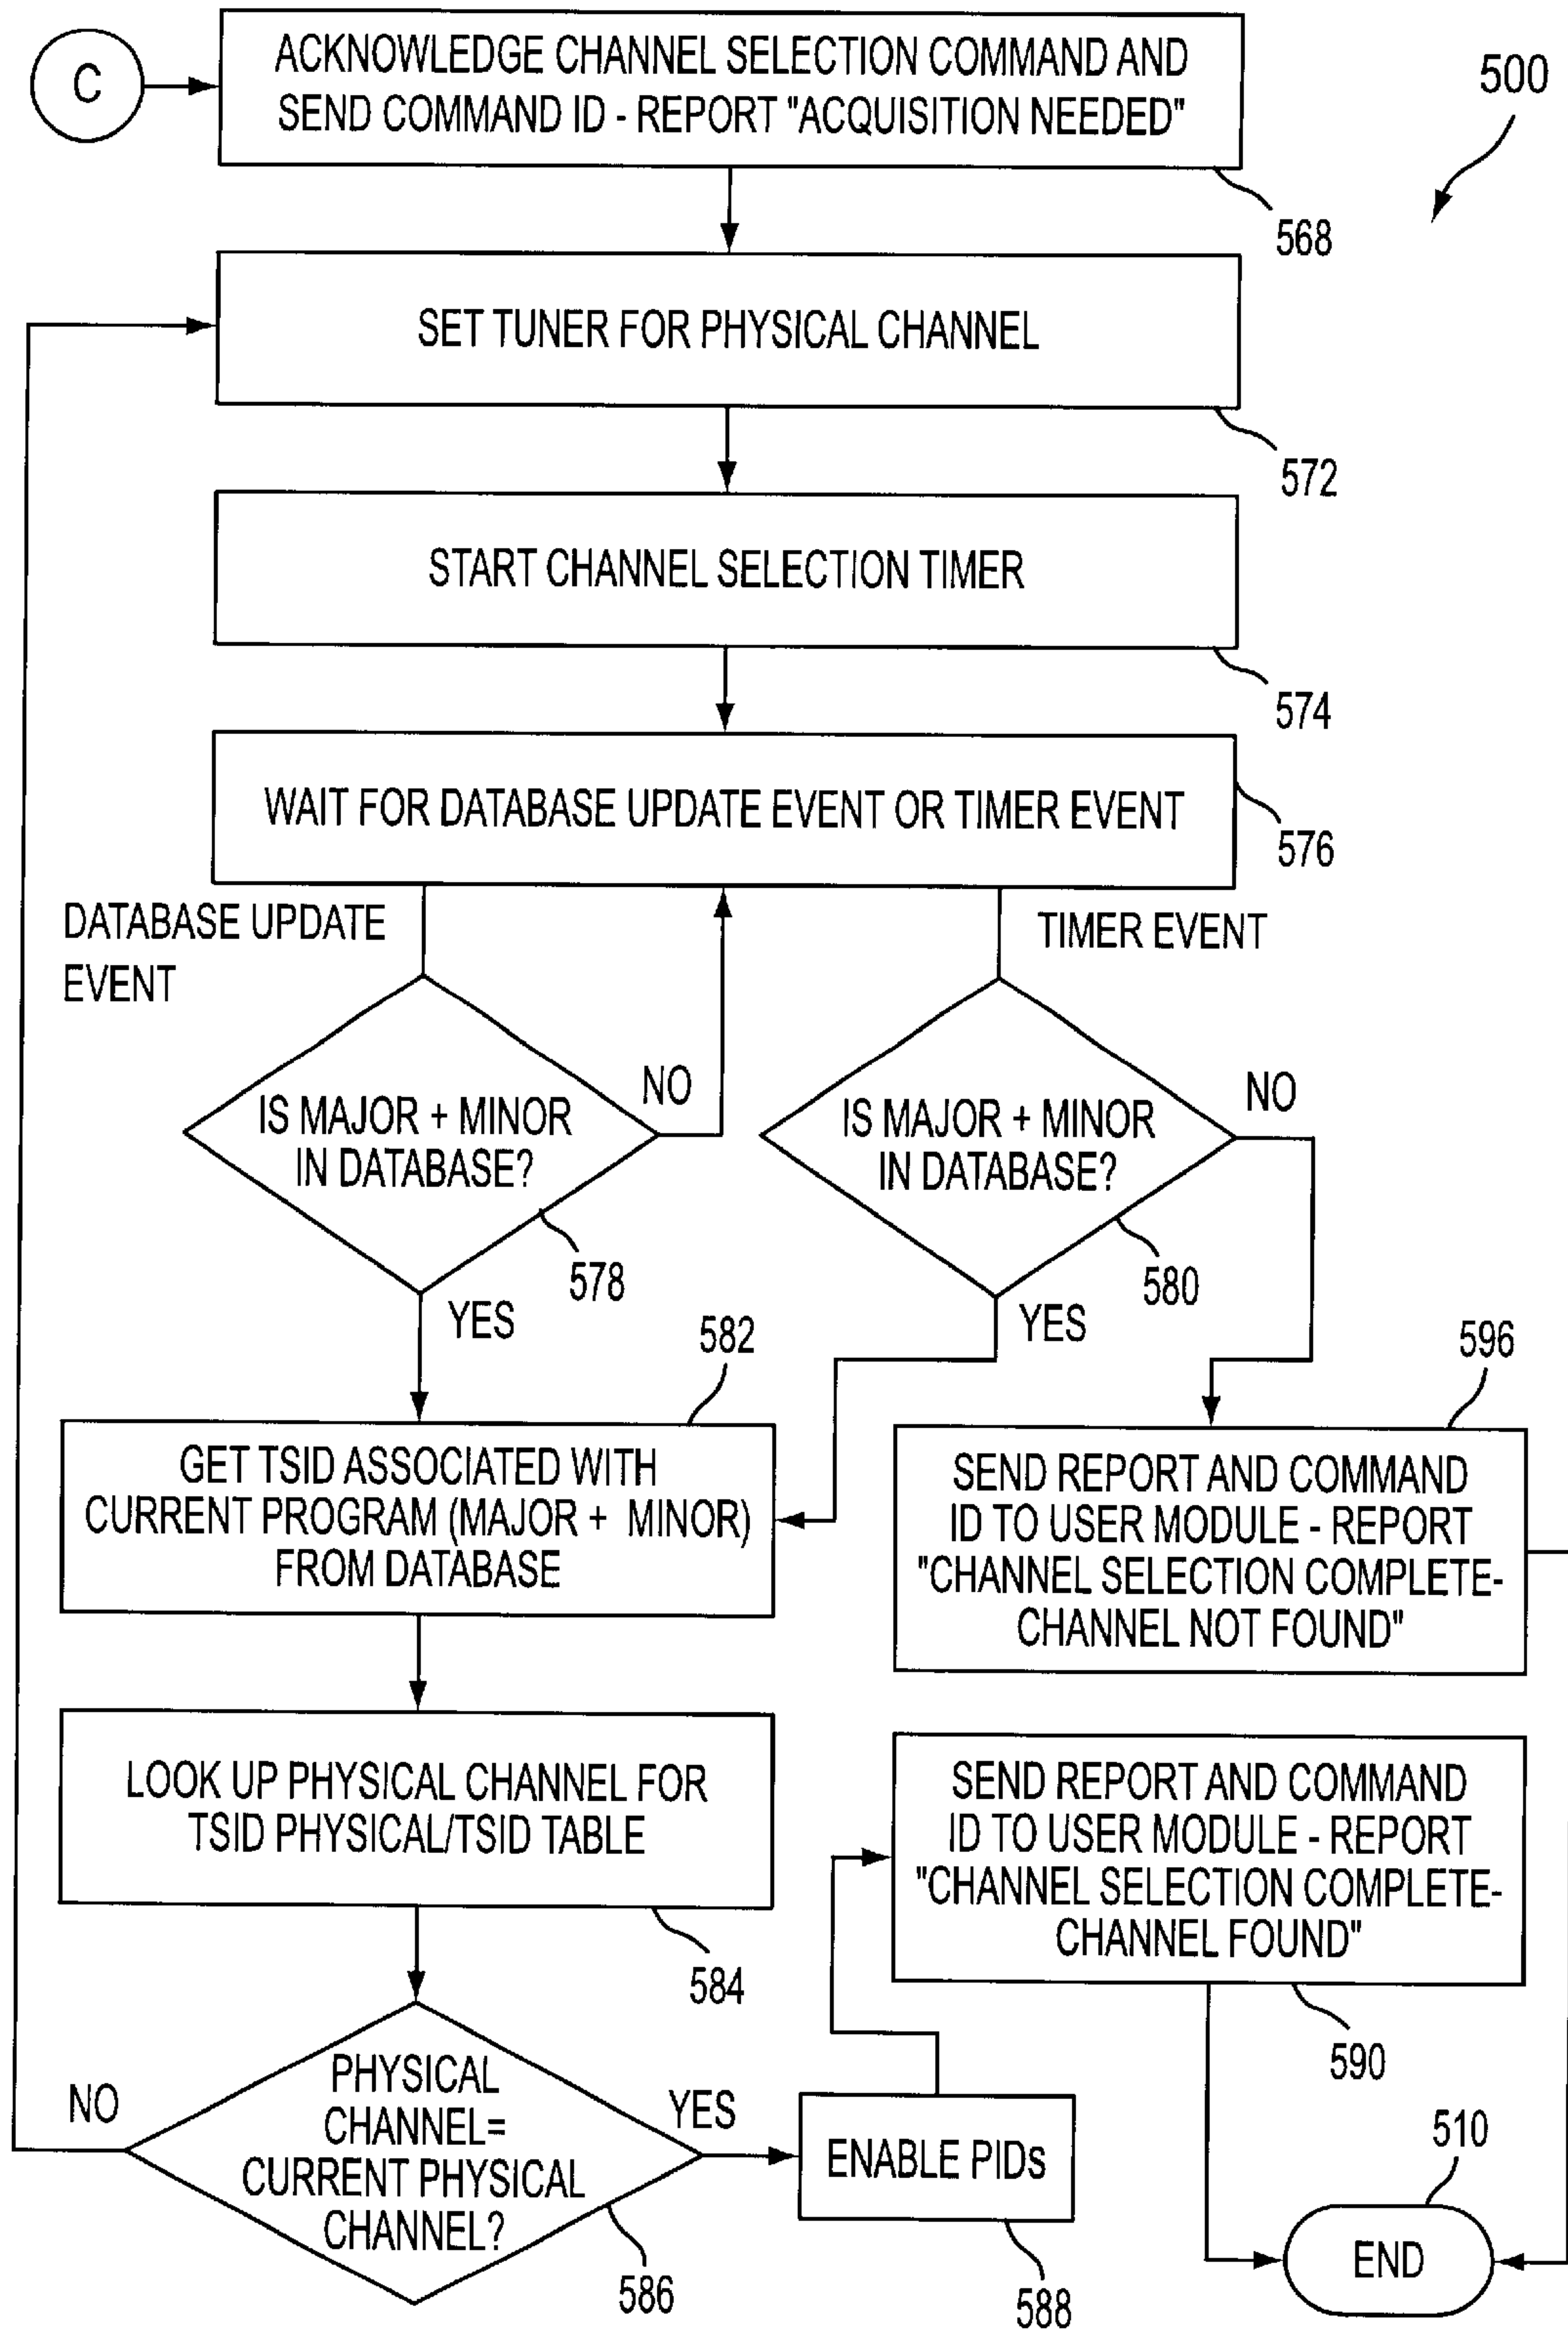 C
ACKNOWLEDGE CHANNEL SELECTION COMMAND AND
SEND COMMAND ID - REPORT "ACQUISITION NEEDED"
500
568
SET TUNER FOR PHYSICAL CHANNEL
572
START CHANNEL SELECTION TIMER
574
WAIT FOR DATABASE UPDATE EVENT OR TIMER EVENT
576
DATABASE UPDATE
EVENT
TIMER EVENT
IS MAJOR + MINOR
IN DATABASE?
NO
578
YES
IS MAJOR + MINOR
IN DATABASE?
NO
580
YES
582
GET TSID ASSOCIATED WITH
CURRENT PROGRAM (MAJOR + MINOR)
FROM DATABASE
596
SEND REPORT AND COMMAND
ID TO USER MODULE - REPORT
"CHANNEL SELECTION COMPLETE-
CHANNEL NOT FOUND"
LOOK UP PHYSICAL CHANNEL FOR
TSID PHYSICAL/TSID TABLE
584
SEND REPORT AND COMMAND
ID TO USER MODULE - REPORT
"CHANNEL SELECTION COMPLETE-
CHANNEL FOUND"
590
PHYSICAL
CHANNEL=
CURRENT PHYSICAL
CHANNEL?
NO
YES
586
ENABLE PIDs
588
510
END